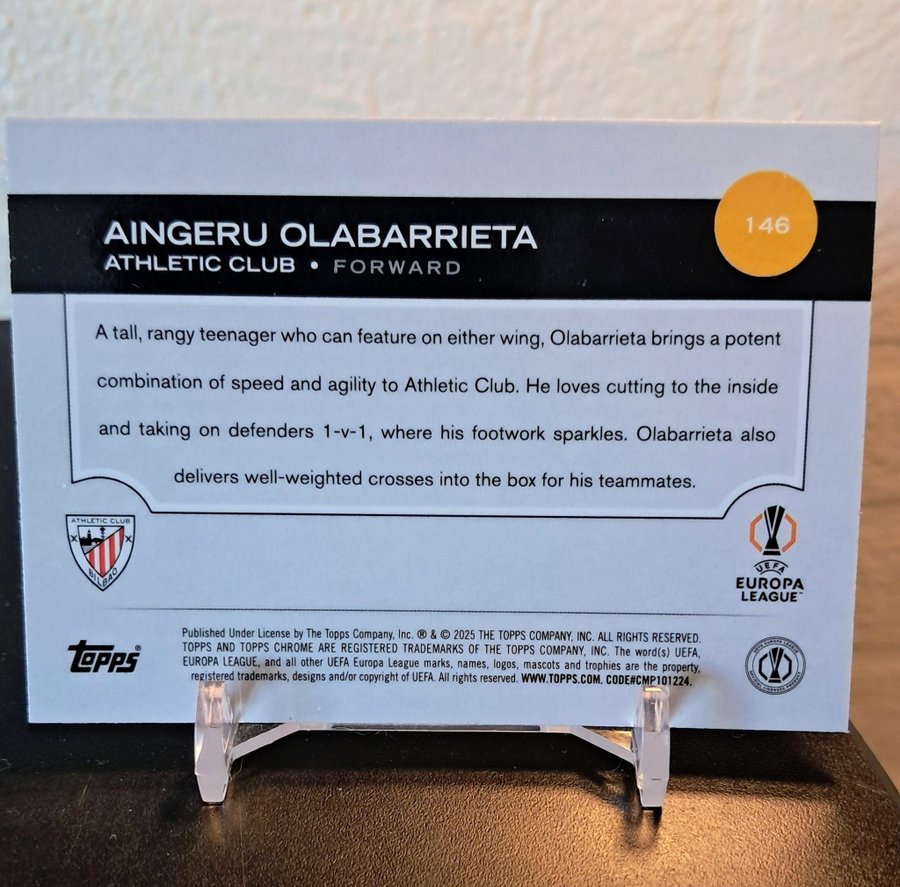 146
AINGERU OLABARRIETA
ATHLETIC CLUB • FORWARD
A tall, rangy teenager who can feature on either wing, Olabarrieta brings a potent
combination of speed and agility to Athletic Club. He loves cutting to the inside
and taking on defenders 1-v-1, where his footwork sparkles. Olabarrieta also
delivers well-weighted crosses into the box for his teammates.
ATHLETIC CLUB
BILBAO
UEFA
EUROPA
LEAGUE™
topps®
Published Under License by The Topps Company, Inc. ® & © 2025 THE TOPPS COMPANY, INC. ALL RIGHTS RESERVED.
TOPPS AND TOPPS CHROME ARE REGISTERED TRADEMARKS OF THE TOPPS COMPANY, INC. The word(s) UEFA,
EUROPA LEAGUE, and all other UEFA Europa League marks, names, logos, mascots and trophies are the property,
registered trademarks, designs and/or copyright of UEFA. All rights reserved. WWW.TOPPS.COM. CODE#CMP101224.
UEFA EUROPA LEAGUE
OFFICIAL LICENSED PRODUCT